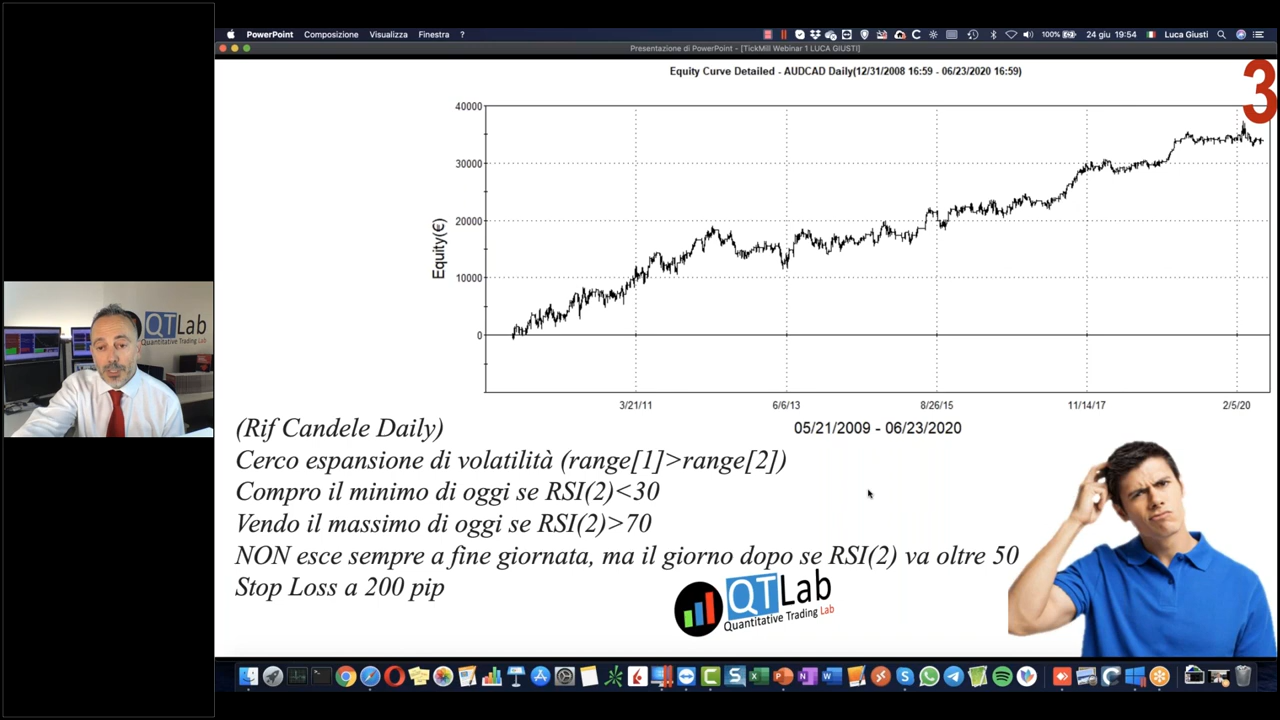 PowerPoint Composizione Visualizza Finestra ?
100% 24 giu 19:54 Luca Giusti
Presentazione di PowerPoint - [TickMill Webinar 1 LUCA GIUSTI]
Equity Curve Detailed - AUDCAD Daily(12/31/2008 16:59 - 06/23/2020 16:59)
3
40000
30000
20000
10000
0
Equity(€)
3/21/11 6/6/13 8/26/15 11/14/17 2/5/20
05/21/2009 - 06/23/2020
QTLab
Quantitative Trading Lab
(Rif Candele Daily)
Cerco espansione di volatilità (range[1]>range[2])
Compro il minimo di oggi se RSI(2)<30
Vendo il massimo di oggi se RSI(2)>70
NON esce sempre a fine giornata, ma il giorno dopo se RSI(2) va oltre 50
Stop Loss a 200 pip
QTLab
Quantitative Trading Lab